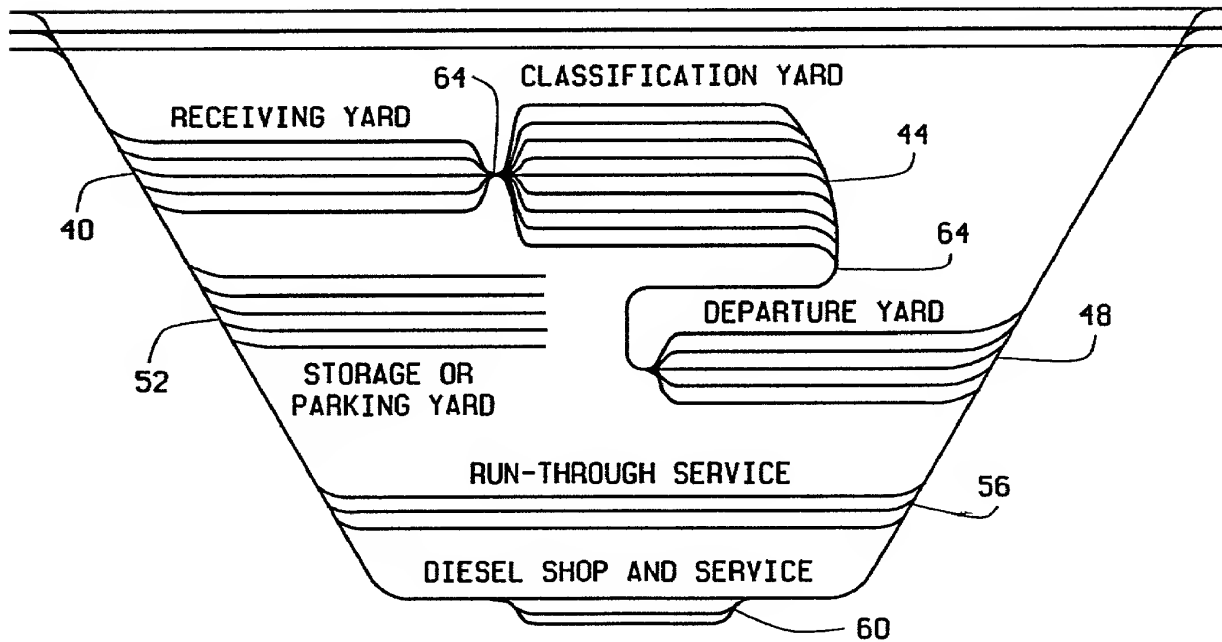 64
CLASSIFICATION YARD
RECEIVING YARD
44
40
64
DEPARTURE YARD
48
52
STORAGE OR
PARKING YARD
RUN-THROUGH SERVICE
56
DIESEL SHOP AND SERVICE
60